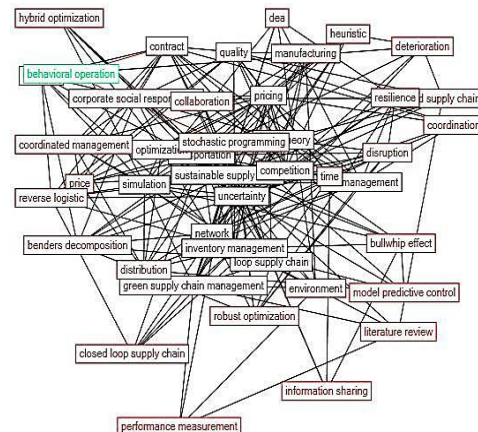 hybrid optimization
dea
heuristic
contract
quality
manufacturing
deterioration
behavioral operation
corporate social respon
collaboration
pricing
resilience
d supply chain
coordination
coordinated management
optimization
stochastic programming
eory
disruption
portation
sustainable supply
competition
time
management
price
simulation
reverse logistic
uncertainty
network
benders decomposition
inventory management
bullwhip effect
loop supply chain
distribution
green supply chain management
environment
model predictive control
robust optimization
literature review
closed loop supply chain
information sharing
performance measurement